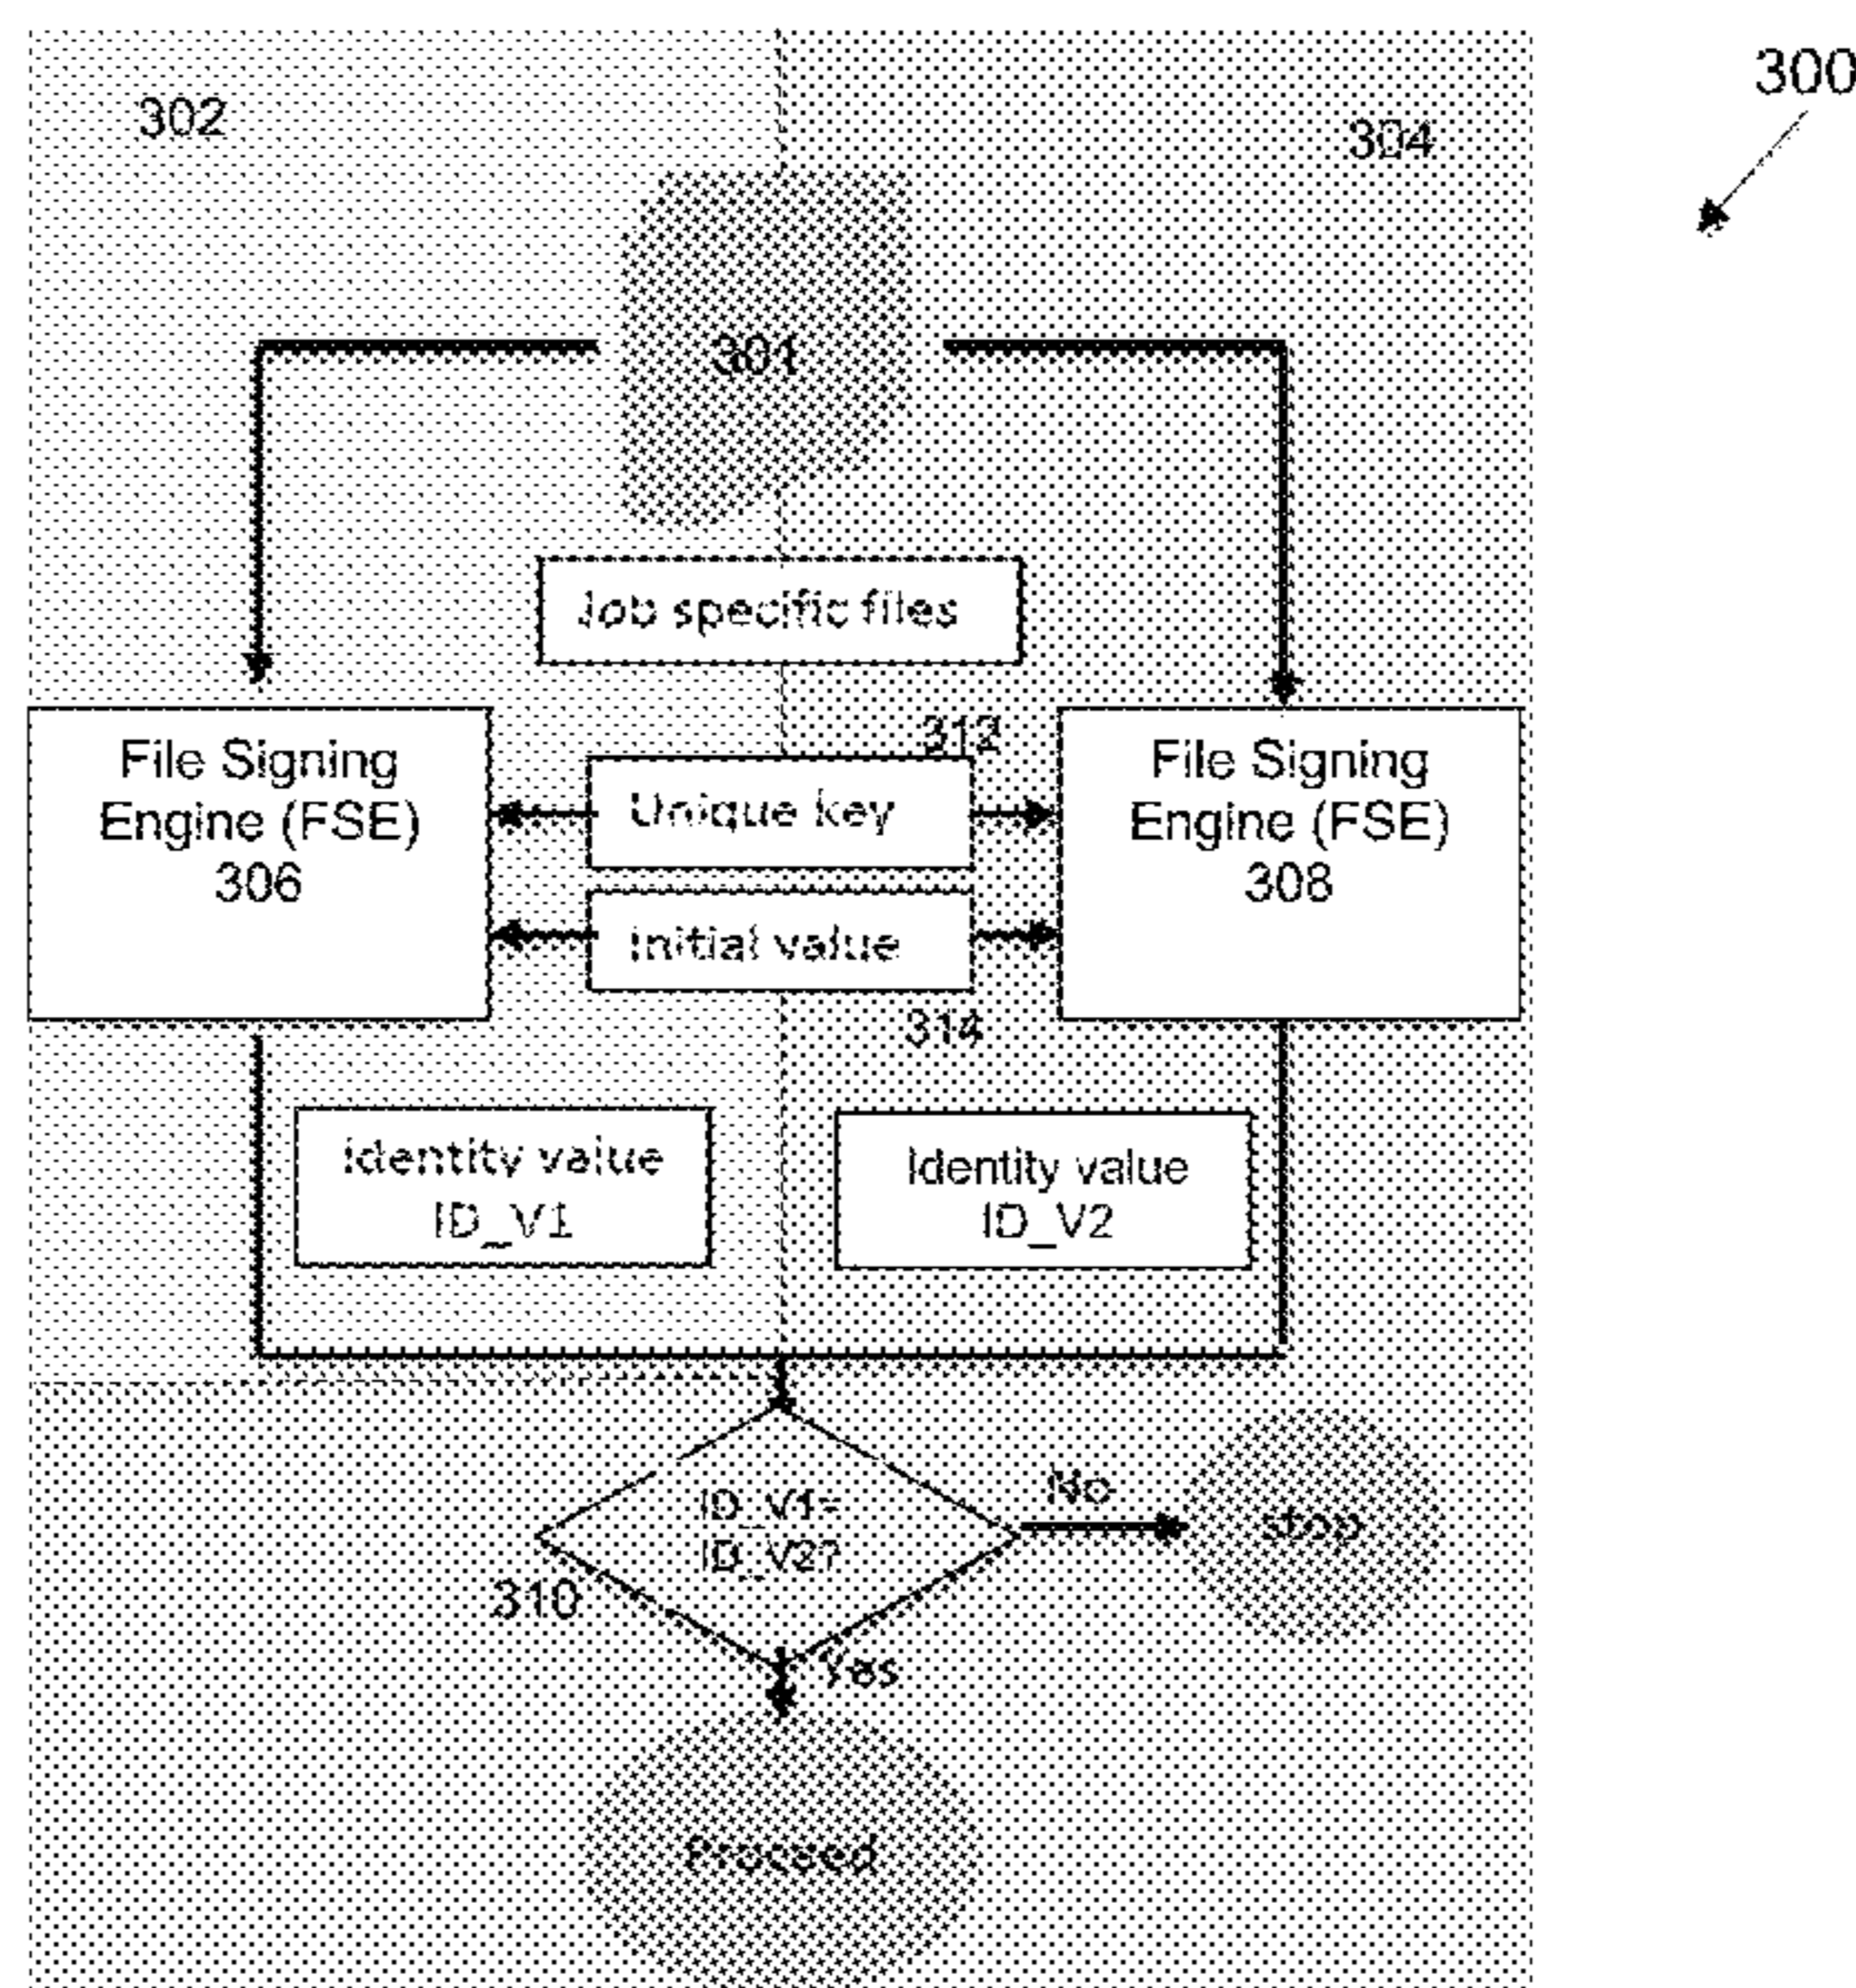 300
302
304
301
Job specific files
312
File Signing
Engine (FSE)
306
Unique key
File Signing
Engine (FSE)
308
Initial value
314
Identity value
ID_V1
Identity value
ID_V2
ID_V1=
ID_V2?
No
stop
310
Yes
Proceed